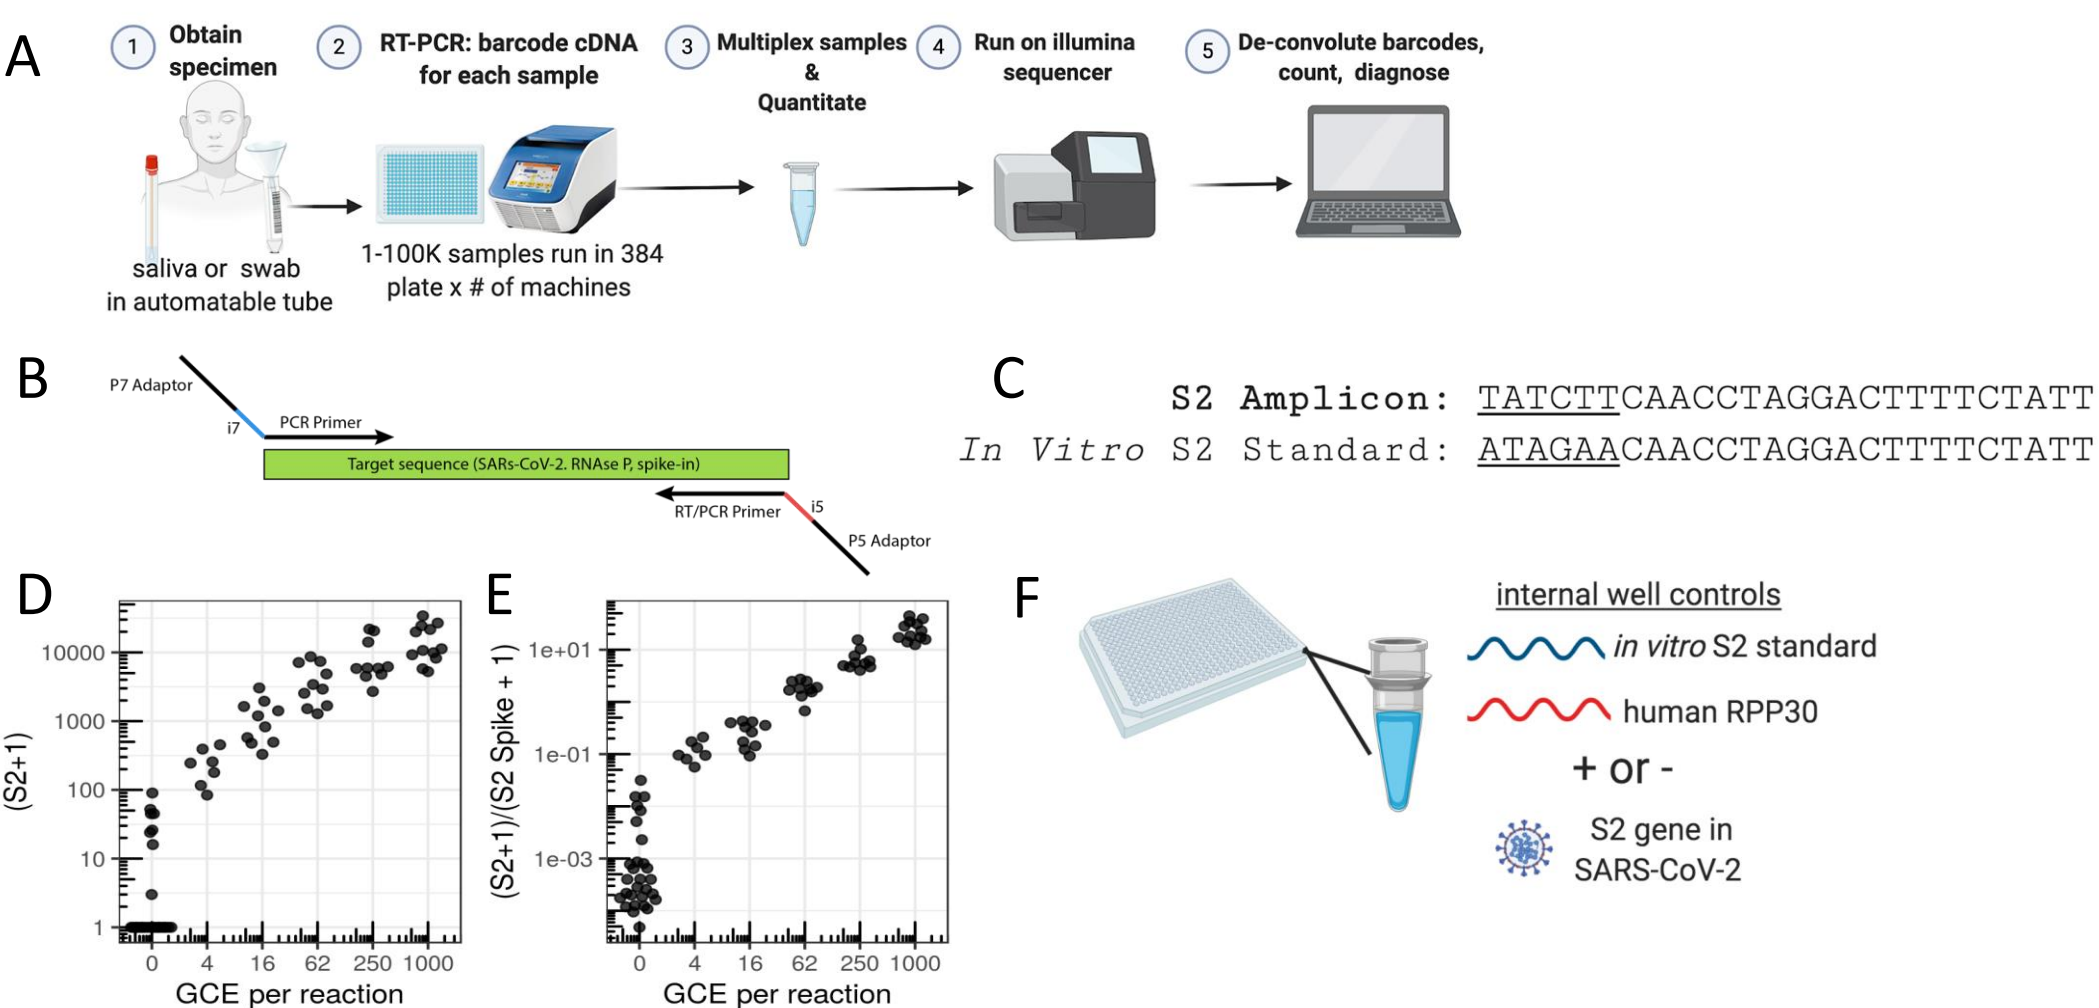 A
1 Obtain
specimen
2 RT-PCR: barcode cDNA
for each sample
3 Multiplex samples
&
Quantitate
4 Run on illumina
sequencer
5 De-convolute barcodes,
count, diagnose
saliva or swab
in automatable tube
1-100K samples run in 384
plate x # of machines
B
P7 Adaptor
i7
PCR Primer
Target sequence (SARs-CoV-2. RNAse P, spike-in)
RT/PCR Primer
i5
P5 Adaptor
C
S2 Amplicon: TATCTTCAACCTAGGACTTTTCTATT
In Vitro S2 Standard: ATAGAACAACCTAGGACTTTTCTATT
D
(S2+1)
10000
1000
100
10
1
0 4 16 62 250 1000
GCE per reaction
E
(S2+1)/(S2 Spike + 1)
1e+01
1e-01
1e-03
0 4 16 62 250 1000
GCE per reaction
F
internal well controls
in vitro S2 standard
human RPP30
+ or -
S2 gene in
SARS-CoV-2